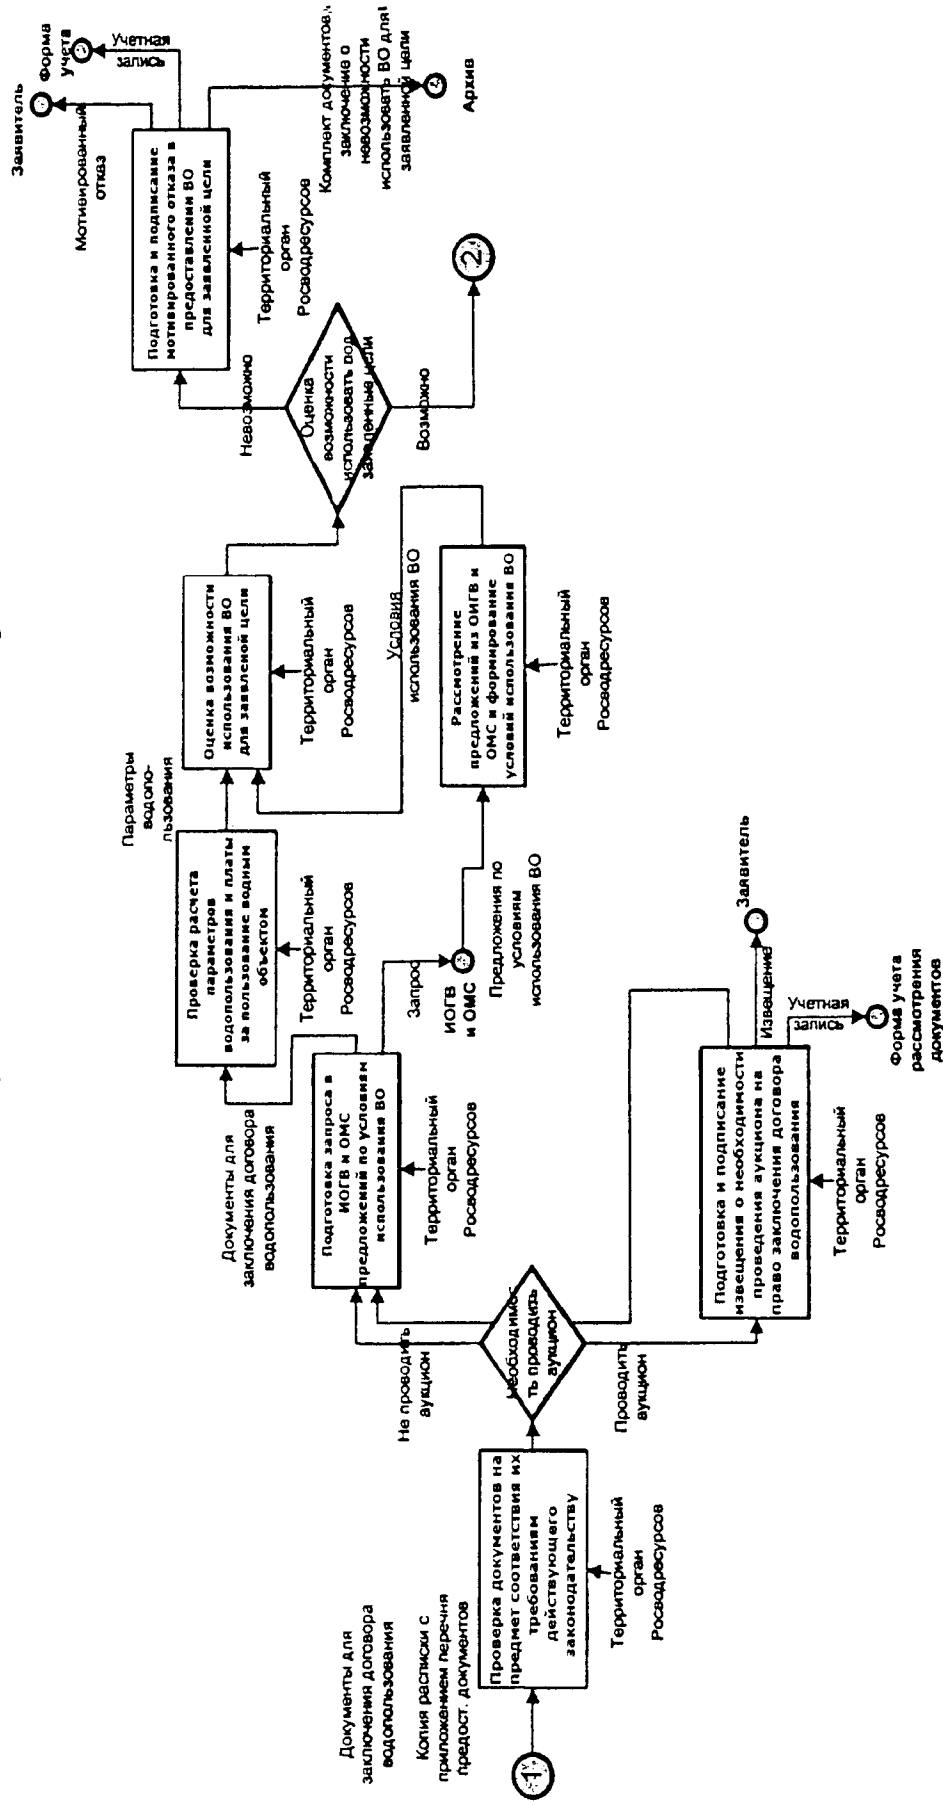 1
Документы для
заключения договора
водопользования
Копия расписки с
приложением перечня
предост. документов
Проверка документов на
предмет соответствия их
требованиям
действующего
законодательству
Территориальный
орган
Росводресурсов
необходимос
ть проводить
аукцион
Не проводить
аукцион
Проводить
аукцион
Подготовка и подписание
извещения о необходимости
проведения аукциона на
право заключения договора
водопользования
Территориальный
орган
Росводресурсов
Извещение
Заявитель
Учетная
запись
Форма учета
рассмотрения
документов
Подготовка запроса в
ИОГВ и ОМС
предложений по условиям
использования ВО
Территориальный
орган
Росводресурсов
Документы для
заключения договора
водопользования
Запрос
ИОГВ
и ОМС
Предложения по
условиям
использования ВО
Проверка расчета
параметров
водопользования и платы
за пользование водным
объектом
Территориальный
орган
Росводресурсов
Параметры
водопо-
льзования
Рассмотрение
предложений из ОИГВ и
ОМС и формирование
условий использования ВО
Территориальный
орган
Росводресурсов
Условия
использования ВО
Оценка возможности
использования ВО
для заявленой цели
Территориальный
орган
Росводресурсов
Оценка
возможности
использовать вод
заявленные цели
Невозможно
Возможно
2
Подготовка и подписание
мотивированного отказа в
предоставлении ВО
для заявленной цели
Территориальный
орган
Росводресурсов
Мотивированный
отказ
Заявитель
Учетная
запись
Форма
учета
Комплект документов,
заключение о
невозможности
использовать ВО для
заявленной цели
Архив